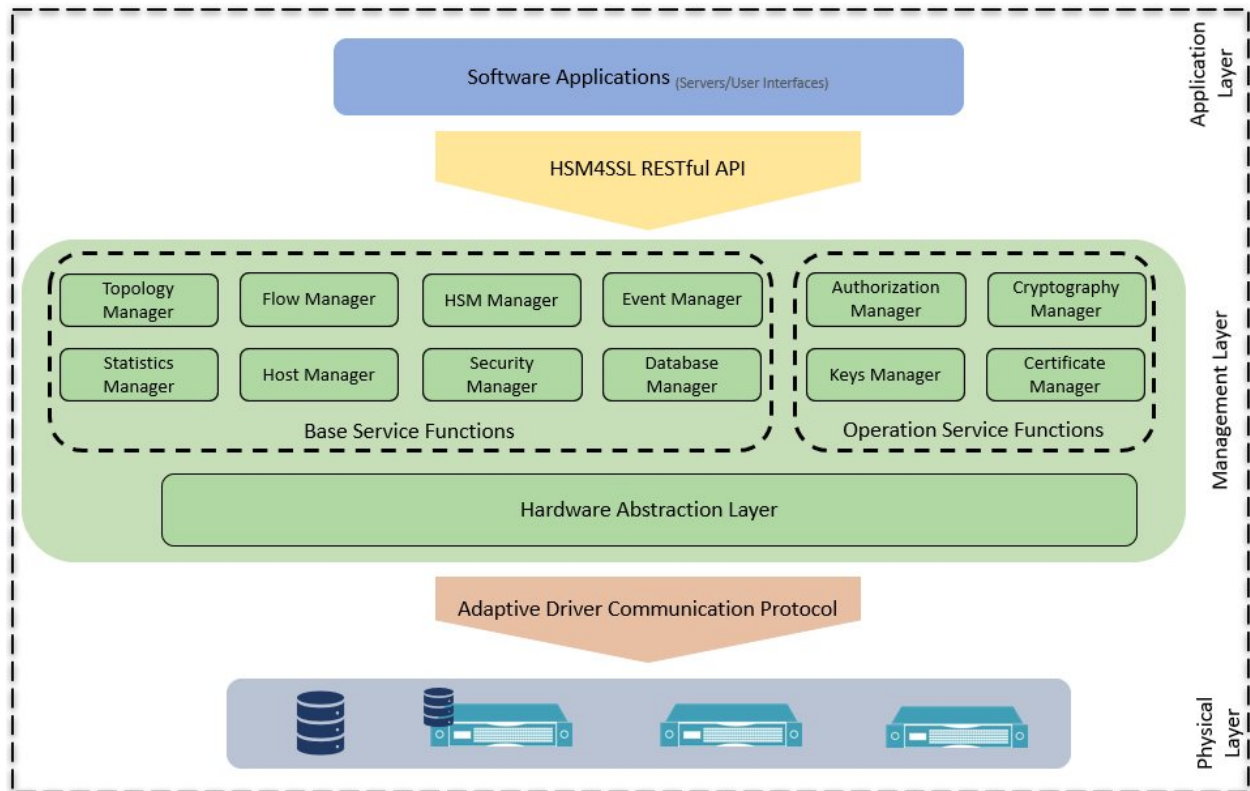 Application
Layer
Software Applications (Servers/User Interfaces)
HSM4SSL RESTful API
Management Layer
Topology
Manager
Flow Manager
HSM Manager
Event Manager
Authorization
Manager
Cryptography
Manager
Statistics
Manager
Host Manager
Security
Manager
Database
Manager
Keys Manager
Certificate
Manager
Base Service Functions
Operation Service Functions
Hardware Abstraction Layer
Adaptive Driver Communication Protocol
Physical
Layer